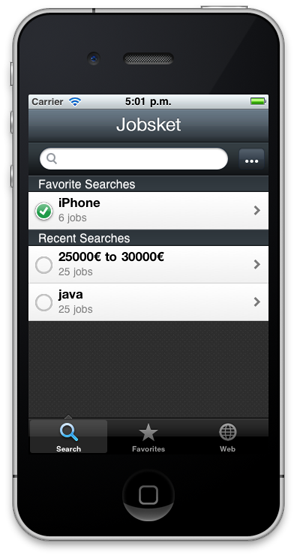 Carrier 5:01 p.m.
Jobsket
...
Favorite Searches
iPhone
6 jobs
Recent Searches
25000€ to 30000€
25 jobs
java
25 jobs
Search Favorites Web